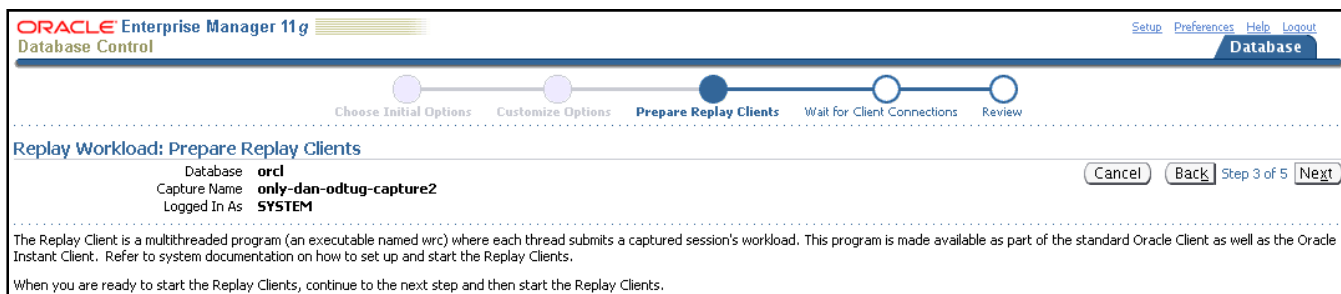 ORACLE Enterprise Manager 11g
Database Control
Setup Preferences Help Logout
Database
Choose Initial Options Customize Options Prepare Replay Clients Wait for Client Connections Review
Replay Workload: Prepare Replay Clients
Database orcl
Capture Name only-dan-odtug-capture2
Logged In As SYSTEM
Cancel Back Step 3 of 5 Next
The Replay Client is a multithreaded program (an executable named wrc) where each thread submits a captured session's workload. This program is made available as part of the standard Oracle Client as well as the Oracle
Instant Client. Refer to system documentation on how to set up and start the Replay Clients.
When you are ready to start the Replay Clients, continue to the next step and then start the Replay Clients.